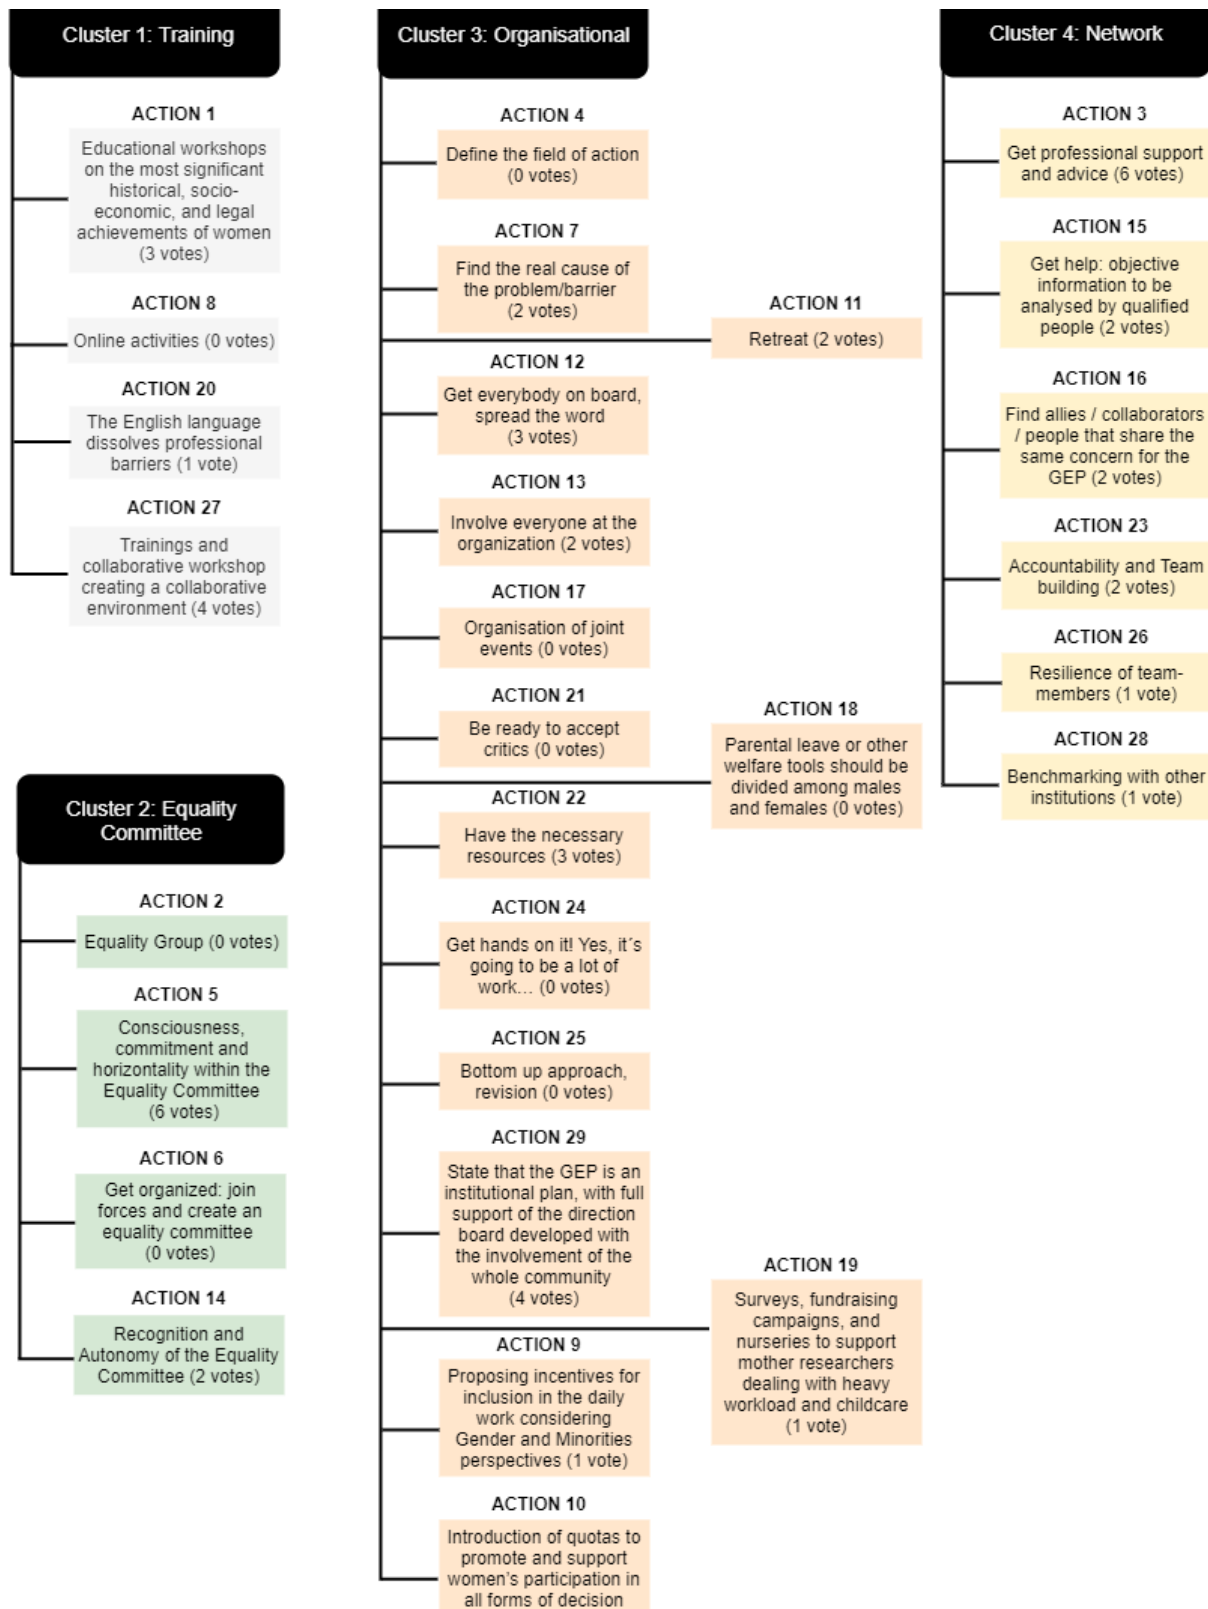 Cluster 1: Training
ACTION 1
Educational workshops
on the most significant
historical, socio-
economic, and legal
achievements of women
(3 votes)
ACTION 8
Online activities (0 votes)
ACTION 20
The English language
dissolves professional
barriers (1 vote)
ACTION 27
Trainings and
collaborative workshop
creating a collaborative
environment (4 votes)
Cluster 2: Equality
Committee
ACTION 2
Equality Group (0 votes)
ACTION 5
Consciousness,
commitment and
horizontality within the
Equality Committee
(6 votes)
ACTION 6
Get organized: join
forces and create an
equality committee
(0 votes)
ACTION 14
Recognition and
Autonomy of the Equality
Committee (2 votes)
Cluster 3: Organisational
ACTION 4
Define the field of action
(0 votes)
ACTION 7
Find the real cause of
the problem/barrier
(2 votes)
ACTION 11
Retreat (2 votes)
ACTION 12
Get everybody on board,
spread the word
(3 votes)
ACTION 13
Involve everyone at the
organization (2 votes)
ACTION 17
Organisation of joint
events (0 votes)
ACTION 21
Be ready to accept
critics (0 votes)
ACTION 18
Parental leave or other
welfare tools should be
divided among males
and females (0 votes)
ACTION 22
Have the necessary
resources (3 votes)
ACTION 24
Get hands on it! Yes, it´s
going to be a lot of
work... (0 votes)
ACTION 25
Bottom up approach,
revision (0 votes)
ACTION 29
State that the GEP is an
institutional plan, with full
support of the direction
board developed with
the involvement of the
whole community
(4 votes)
ACTION 19
Surveys, fundraising
campaigns, and
nurseries to support
mother researchers
dealing with heavy
workload and childcare
(1 vote)
ACTION 9
Proposing incentives for
inclusion in the daily
work considering
Gender and Minorities
perspectives (1 vote)
ACTION 10
Introduction of quotas to
promote and support
women's participation in
all forms of decision
Cluster 4: Network
ACTION 3
Get professional support
and advice (6 votes)
ACTION 15
Get help: objective
information to be
analysed by qualified
people (2 votes)
ACTION 16
Find allies / collaborators
/ people that share the
same concern for the
GEP (2 votes)
ACTION 23
Accountability and Team
building (2 votes)
ACTION 26
Resilience of team-
members (1 vote)
ACTION 28
Benchmarking with other
institutions (1 vote)